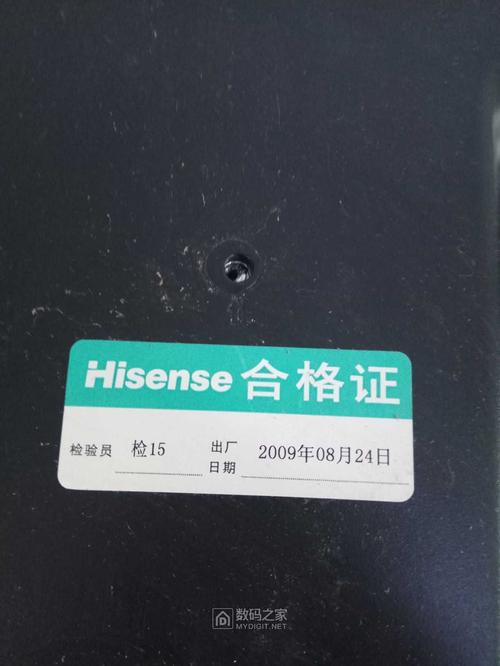 Hisense 合格证
检验员 检15 出厂日期 2009年08月24日
数码之家
MYDIGIT.NET